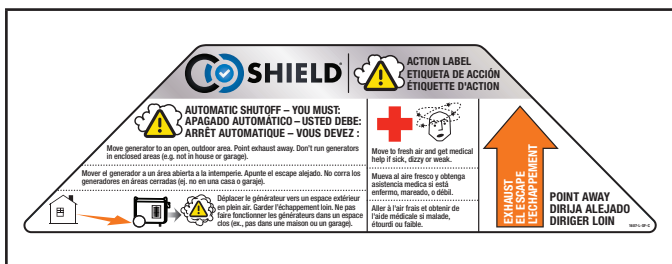 CO SHIELD
ACTION LABEL
ETIQUETA DE ACCIÓN
ÉTIQUETTE D'ACTION
AUTOMATIC SHUTOFF – YOU MUST:
APAGADO AUTOMÁTICO – USTED DEBE:
ARRÊT AUTOMATIQUE – VOUS DEVEZ :
Move generator to an open, outdoor area. Point exhaust away. Don't run generators
in enclosed areas (e.g. not in house or garage).
Mover el generador a un área abierta a la intemperie. Apunte el escape alejado. No corra los
generadores en áreas cerradas (ej. no en una casa o garaje).
Déplacer le générateur vers un espace extérieur
en plein air. Garder l'échappement loin. Ne pas
faire fonctionner les générateurs dans un espace
clos (ex., pas dans une maison ou un garage).
Move to fresh air and get medical
help if sick, dizzy or weak.
Mueva al aire fresco y obtenga
asistencia medica si está
enfermo, mareado, o débil.
Aller à l'air frais et obtenir de
l'aide médicale si malade,
étourdi ou faible.
EXHAUST
EL ESCAPE
L'ECHAPPEMENT
POINT AWAY
DIRIJA ALEJADO
DIRIGER LOIN